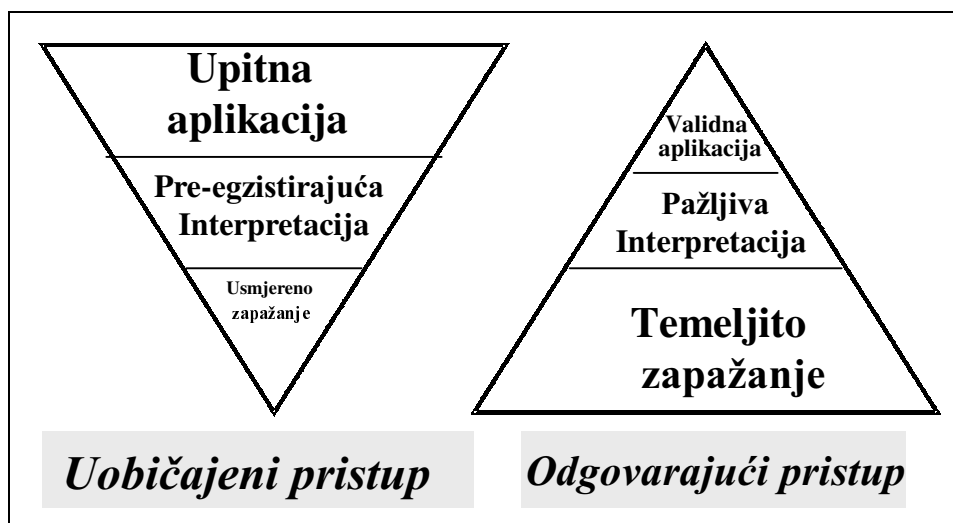 Upitna
aplikacija
Pre-egzistirajuća
Interpretacija
Usmjereno
zapažanje
Uobičajeni pristup
Validna
aplikacija
Pažljiva
Interpretacija
Temeljito
zapažanje
Odgovarajući pristup